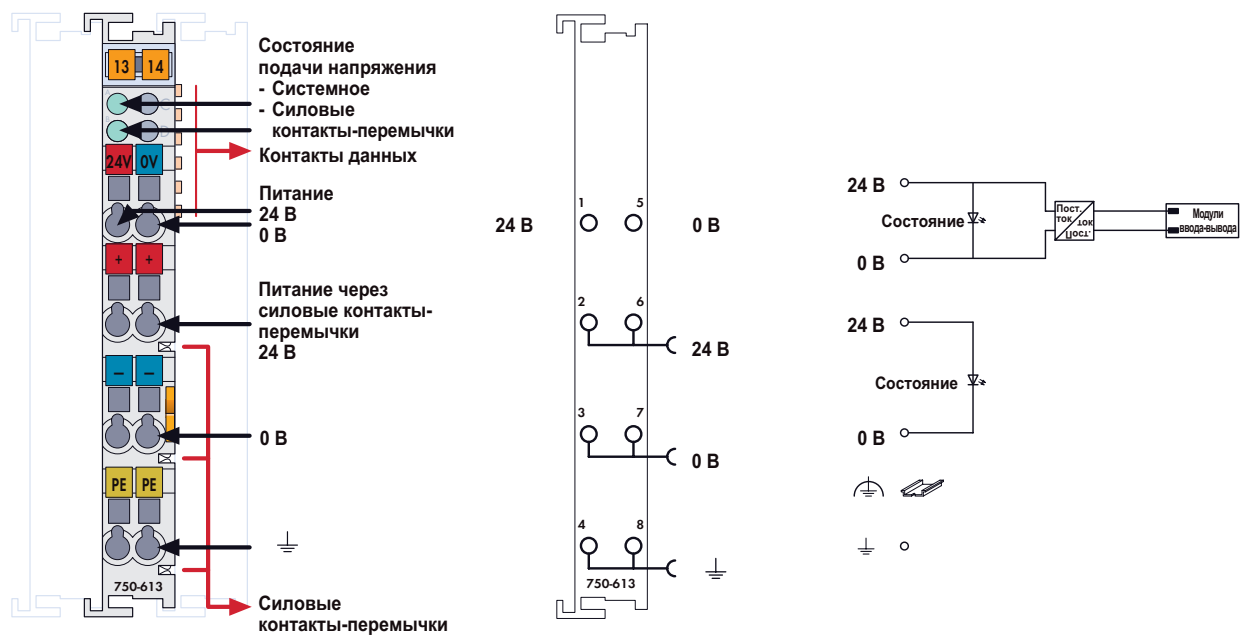 13 14
A
C
B
D
24V 0V
+ +
– –
PE PE
750-613
Состояние
подачи напряжения
- Системное
- Силовые
контакты-перемычки
Контакты данных
Питание
24 В
0 В
Питание через
силовые контакты-
перемычки
24 В
0 В
Силовые
контакты-перемычки
1 5
24 В
0 В
2 6
24 В
3 7
0 В
4 8
750-613
24 В
Состояние
0 В
Пост.
ток
Пост.
ток
Модули
ввода-вывода
24 В
Состояние
0 В